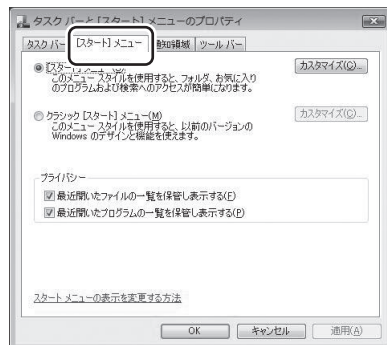 タスク バーと [スタート] メニューのプロパティ
タスク バー [スタート] メニュー 通知領域 ツール バー
[スタート] メニュー(S) カスタマイズ(C)...
このメニュー スタイルを使用すると、フォルダ、お気に入り
のプログラムおよび検索へのアクセスが簡単になります。
クラシック [スタート] メニュー(M) カスタマイズ(C)...
このメニュー スタイルを使用すると、以前のバージョンの
Windows のデザインと機能を使えます。
プライバシー
最近開いたファイルの一覧を保管し表示する(F)
最近開いたプログラムの一覧を保管し表示する(P)
スタート メニューの表示を変更する方法
OK キャンセル 適用(A)